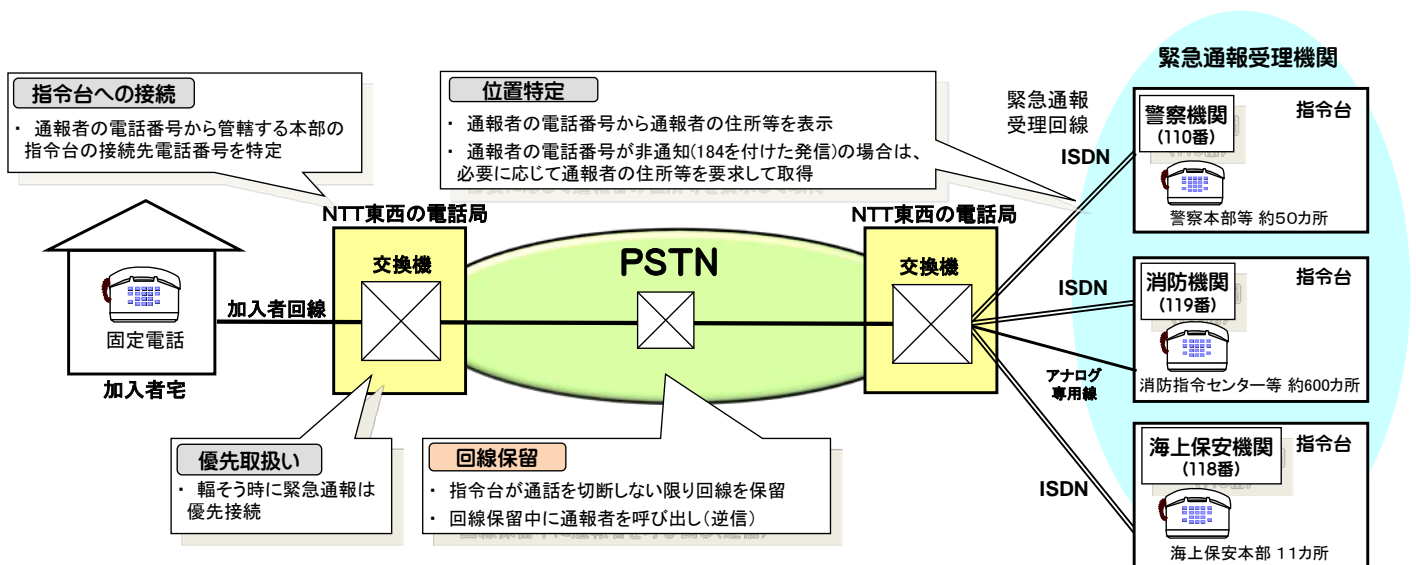 緊急通報受理機関
指令台への接続
・ 通報者の電話番号から管轄する本部の
指令台の接続先電話番号を特定
位置特定
・ 通報者の電話番号から通報者の住所等を表示
・ 通報者の電話番号が非通知(184を付けた発信)の場合は、
必要に応じて通報者の住所等を要求して取得
緊急通報
受理回線
ISDN
警察機関
(110番)
指令台
警察本部等 約50カ所
NTT東西の電話局
交換機
PSTN
NTT東西の電話局
交換機
固定電話
加入者宅
加入者回線
ISDN
消防機関
(119番)
指令台
消防指令センター等 約600カ所
アナログ
専用線
優先取扱い
・ 輻そう時に緊急通報は
優先接続
回線保留
・ 指令台が通話を切断しない限り回線を保留
・ 回線保留中に通報者を呼び出し(逆信)
ISDN
海上保安機関
(118番)
指令台
海上保安本部 11カ所